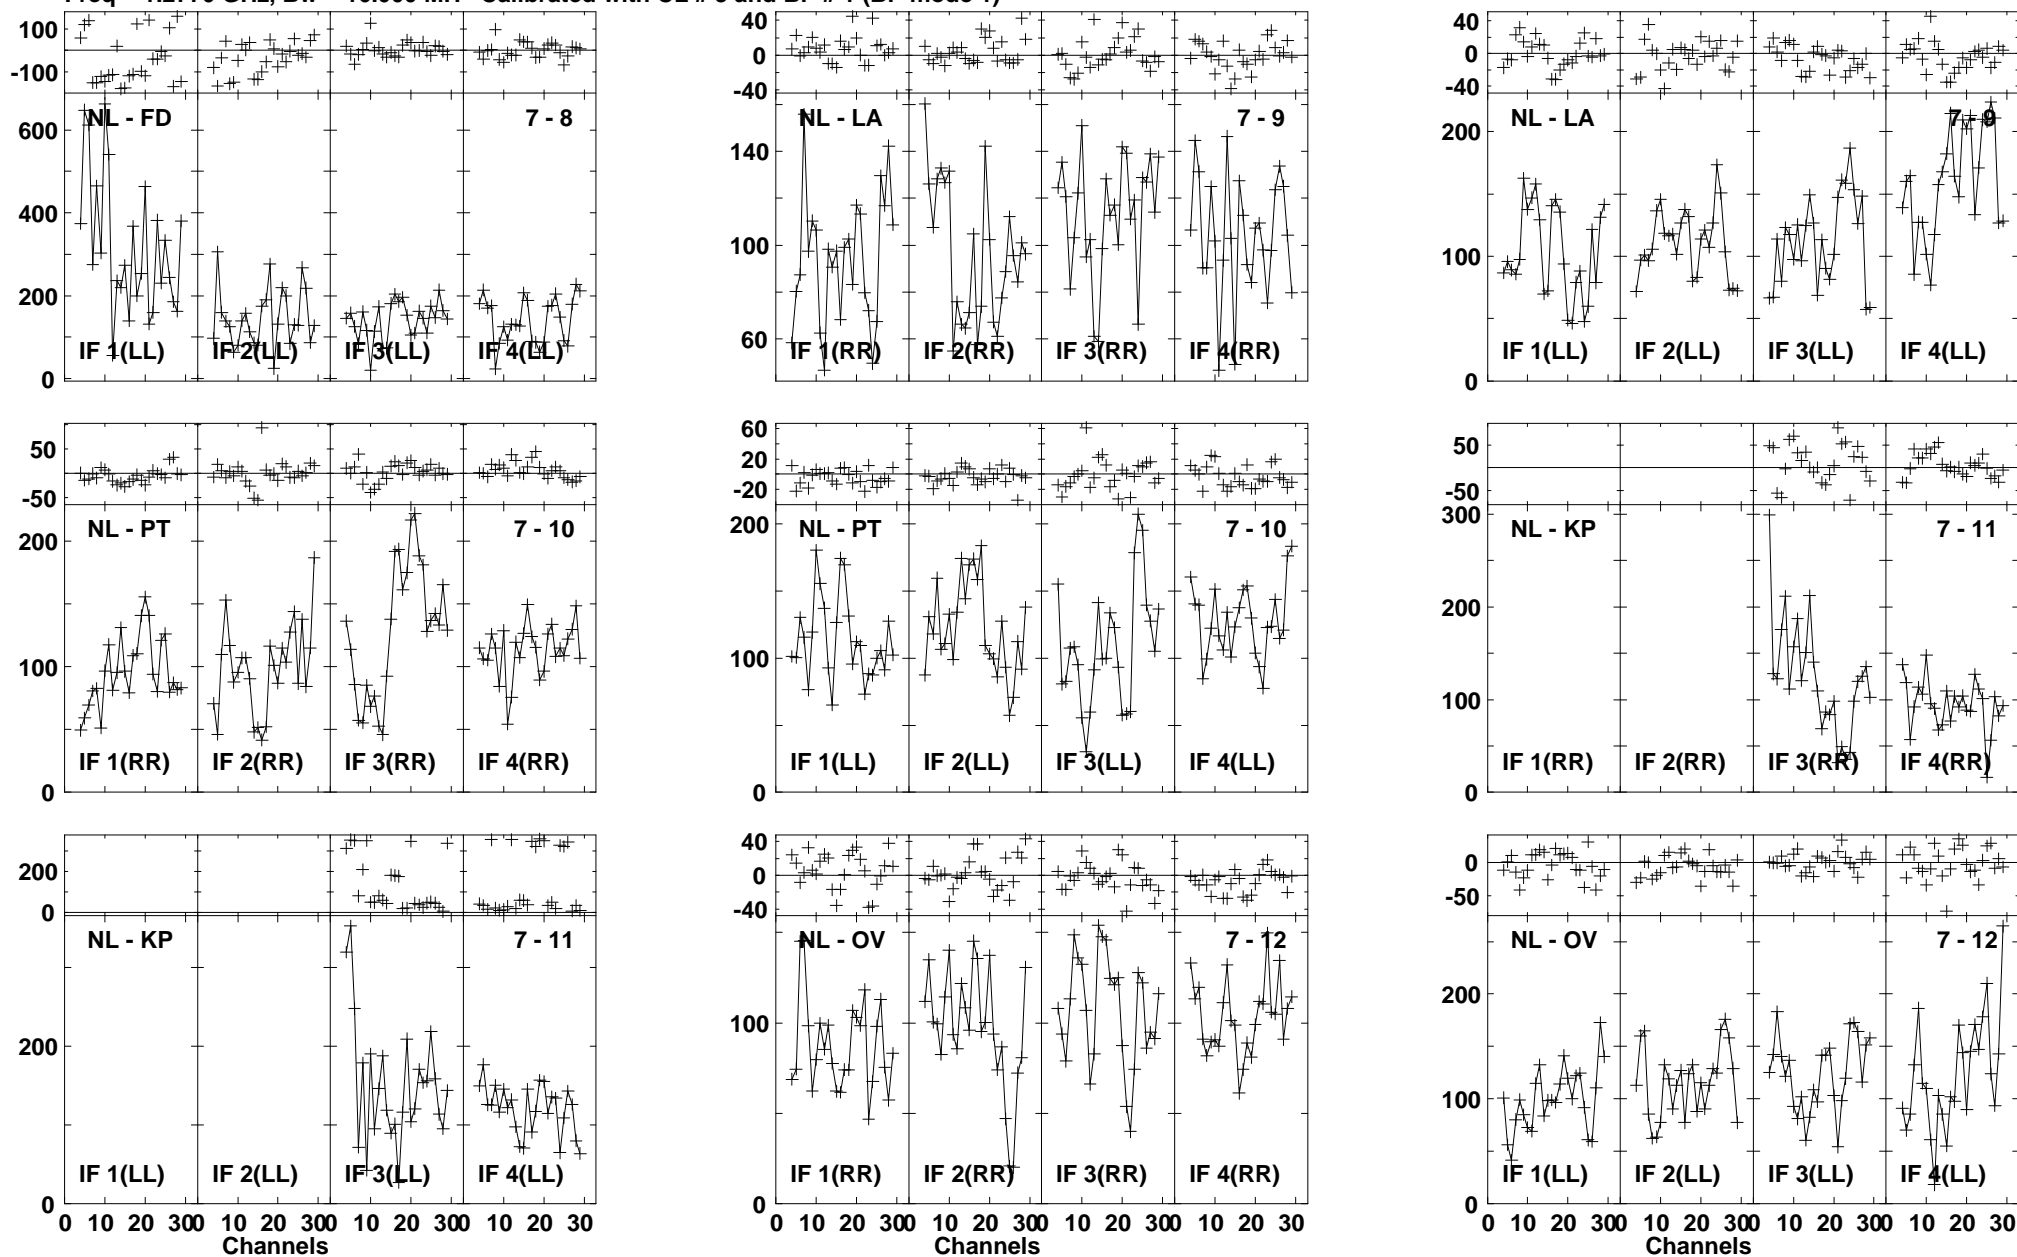 100
-100
600
400
200
0
NL - FD
7 - 8
IF 1(LL)
IF 2(LL)
IF 3(LL)
IF 4(LL)
40
0
-40
140
100
60
NL - LA
7 - 9
IF 1(RR)
IF 2(RR)
IF 3(RR)
IF 4(RR)
40
0
-40
200
100
0
NL - LA
7 - 9
IF 1(LL)
IF 2(LL)
IF 3(LL)
IF 4(LL)
50
-50
200
100
0
NL - PT
7 - 10
IF 1(RR)
IF 2(RR)
IF 3(RR)
IF 4(RR)
60
20
-20
200
100
0
NL - PT
7 - 10
IF 1(LL)
IF 2(LL)
IF 3(LL)
IF 4(LL)
50
-50
300
200
100
0
NL - KP
7 - 11
IF 1(RR)
IF 2(RR)
IF 3(RR)
IF 4(RR)
200
0
200
0
NL - KP
7 - 11
IF 1(LL)
IF 2(LL)
IF 3(LL)
IF 4(LL)
0 10 20 30 0 10 20 30 0 10 20 30 0 10 20 30
Channels
40
0
-40
100
0
NL - OV
7 - 12
IF 1(RR)
IF 2(RR)
IF 3(RR)
IF 4(RR)
0 10 20 30 0 10 20 30 0 10 20 30 0 10 20 30
Channels
0
-50
200
100
0
NL - OV
7 - 12
IF 1(LL)
IF 2(LL)
IF 3(LL)
IF 4(LL)
0 10 20 30 0 10 20 30 0 10 20 30 0 10 20 30
Channels